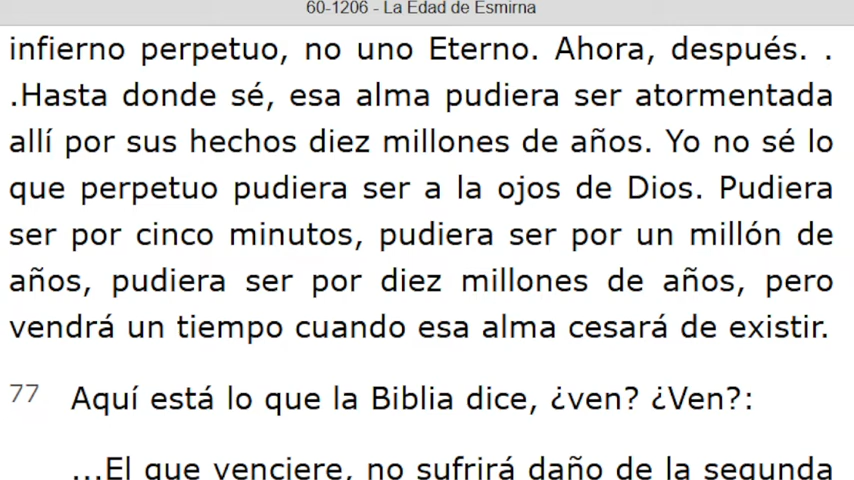 60-1206 - La Edad de Esmirna
infierno perpetuo, no uno Eterno. Ahora, después. .
.Hasta donde sé, esa alma pudiera ser atormentada
allí por sus hechos diez millones de años. Yo no sé lo
que perpetuo pudiera ser a la ojos de Dios. Pudiera
ser por cinco minutos, pudiera ser por un millón de
años, pudiera ser por diez millones de años, pero
vendrá un tiempo cuando esa alma cesará de existir.
77 Aquí está lo que la Biblia dice, ¿ven? ¿Ven?:
...El que venciere, no sufrirá daño de la segunda